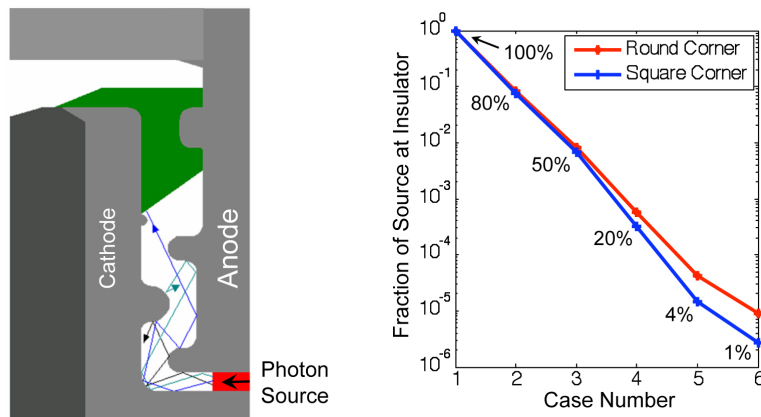 Cathode
Anode
Photon
Source
Fraction of Source at Insulator
10^0
10^-1
10^-2
10^-3
10^-4
10^-5
10^-6
Round Corner
Square Corner
100%
80%
50%
20%
4%
1%
1 2 3 4 5 6
Case Number